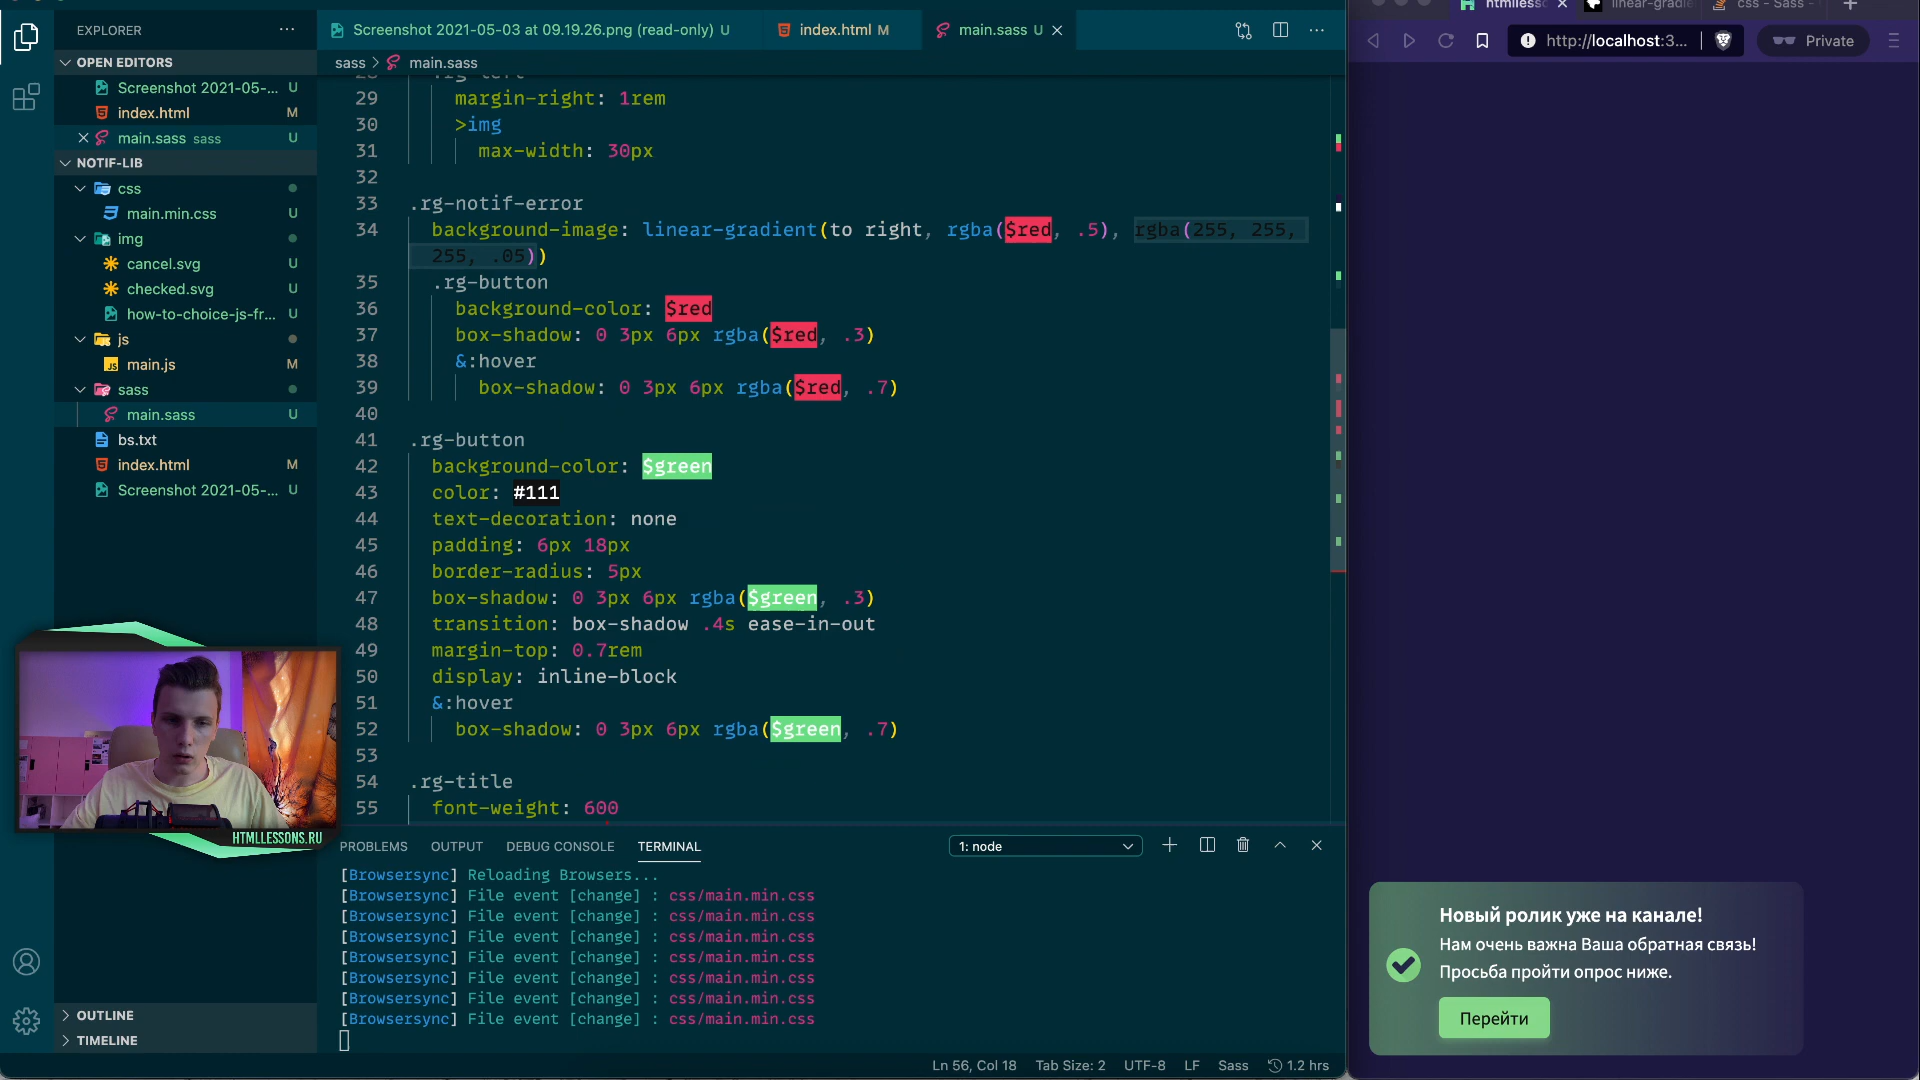 EXPLORER
OPEN EDITORS
Screenshot 2021-05-... U
index.html M
main.sass sass U
NOTIF-LIB
css
main.min.css U
img
cancel.svg U
checked.svg U
how-to-choice-js-fr... U
js
main.js M
sass
main.sass U
bs.txt
index.html M
Screenshot 2021-05-... U
OUTLINE
TIMELINE
HTMLLESSONS.RU
Screenshot 2021-05-03 at 09.19.26.png (read-only) U
index.html M
main.sass U
sass > main.sass
28 .rg-left
29 margin-right: 1rem
30 >img
31 max-width: 30px
32
33 .rg-notif-error
34 background-image: linear-gradient(to right, rgba($red, .5), rgba(255, 255,
255, .05))
35 .rg-button
36 background-color: $red
37 box-shadow: 0 3px 6px rgba($red, .3)
38 &:hover
39 box-shadow: 0 3px 6px rgba($red, .7)
40
41 .rg-button
42 background-color: $green
43 color: #111
44 text-decoration: none
45 padding: 6px 18px
46 border-radius: 5px
47 box-shadow: 0 3px 6px rgba($green, .3)
48 transition: box-shadow .4s ease-in-out
49 margin-top: 0.7rem
50 display: inline-block
51 &:hover
52 box-shadow: 0 3px 6px rgba($green, .7)
53
54 .rg-title
55 font-weight: 600
PROBLEMS OUTPUT DEBUG CONSOLE TERMINAL 1: node
[Browsersync] Reloading Browsers...
[Browsersync] File event [change] : css/main.min.css
[Browsersync] File event [change] : css/main.min.css
[Browsersync] File event [change] : css/main.min.css
[Browsersync] File event [change] : css/main.min.css
[Browsersync] File event [change] : css/main.min.css
[Browsersync] File event [change] : css/main.min.css
[Browsersync] File event [change] : css/main.min.css
Ln 56, Col 18 Tab Size: 2 UTF-8 LF Sass 1.2 hrs
htmlless linear-gradie css - Sass -
http://localhost:3... Private
Новый ролик уже на канале!
Нам очень важна Ваша обратная связь!
Просьба пройти опрос ниже.
Перейти